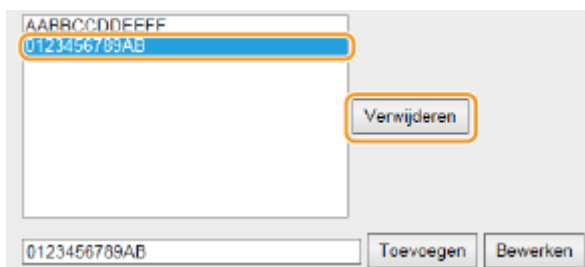 AABBCCDDEEFF
0123456789AB
Verwijderen
0123456789AB
Toevoegen
Bewerken